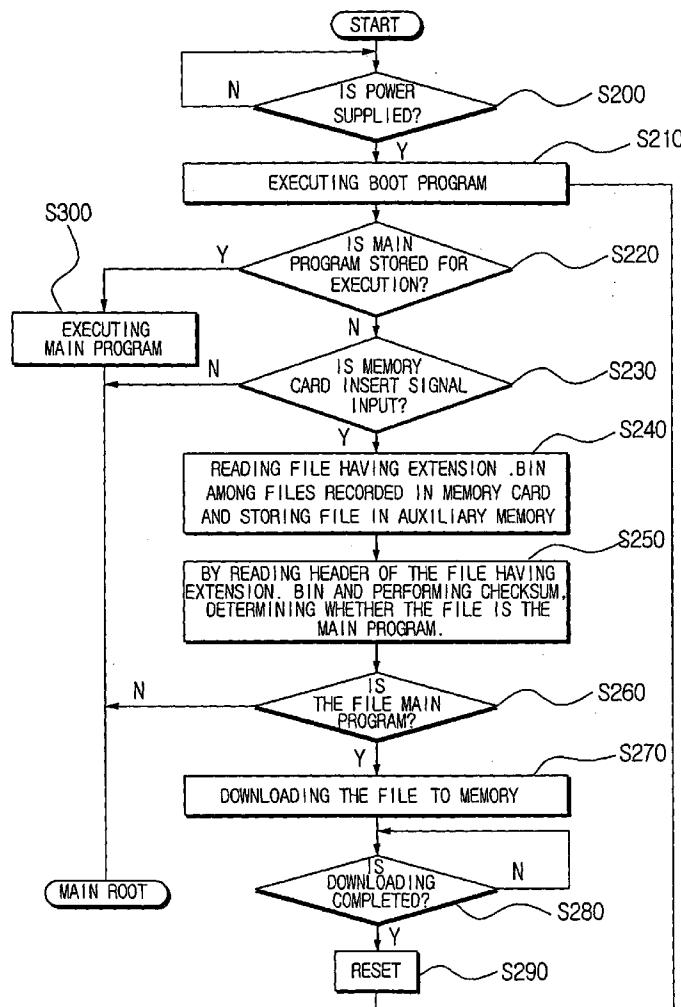 START
N
IS POWER
SUPPLIED?
S200
Y
S210
EXECUTING BOOT PROGRAM
S300
Y
IS MAIN
PROGRAM STORED FOR
EXECUTION?
S220
EXECUTING
MAIN PROGRAM
N
N
IS MEMORY
CARD INSERT SIGNAL
INPUT?
S230
Y
S240
READING FILE HAVING EXTENSION .BIN
AMONG FILES RECORDED IN MEMORY CARD
AND STORING FILE IN AUXILIARY MEMORY
S250
BY READING HEADER OF THE FILE HAVING
EXTENSION. BIN AND PERFORMING CHECKSUM,
DETERMINING WHETHER THE FILE IS THE
MAIN PROGRAM.
N
IS
THE FILE MAIN
PROGRAM?
S260
Y
S270
DOWNLOADING THE FILE TO MEMORY
MAIN ROOT
IS
DOWNLOADING
COMPLETED?
N
S280
Y
RESET
S290